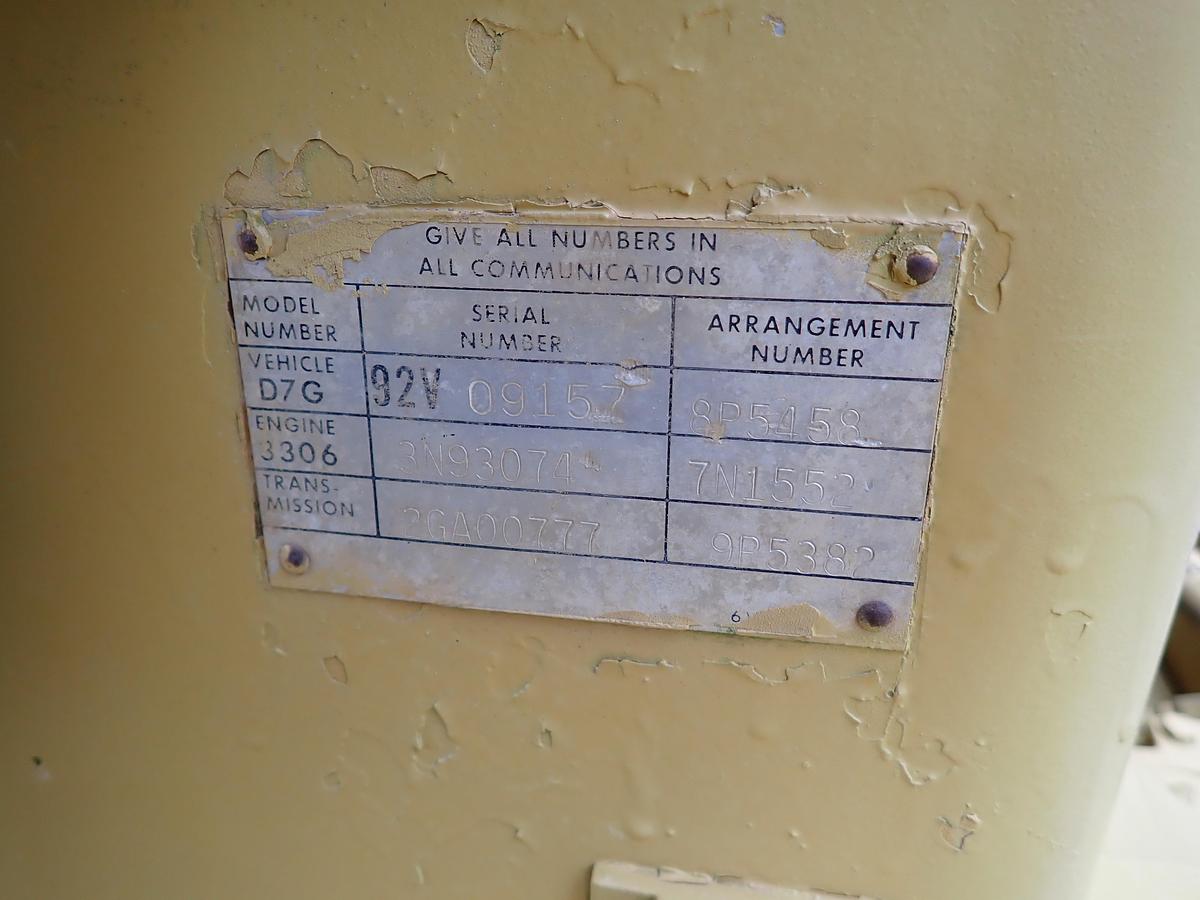 GIVE ALL NUMBERS IN
ALL COMMUNICATIONS
MODEL NUMBER
SERIAL NUMBER
ARRANGEMENT NUMBER
VEHICLE D7G
92V 09157
8P5458
ENGINE 3306
3N93074
7N1552
TRANS- MISSION
2GA00777
9P5382
6